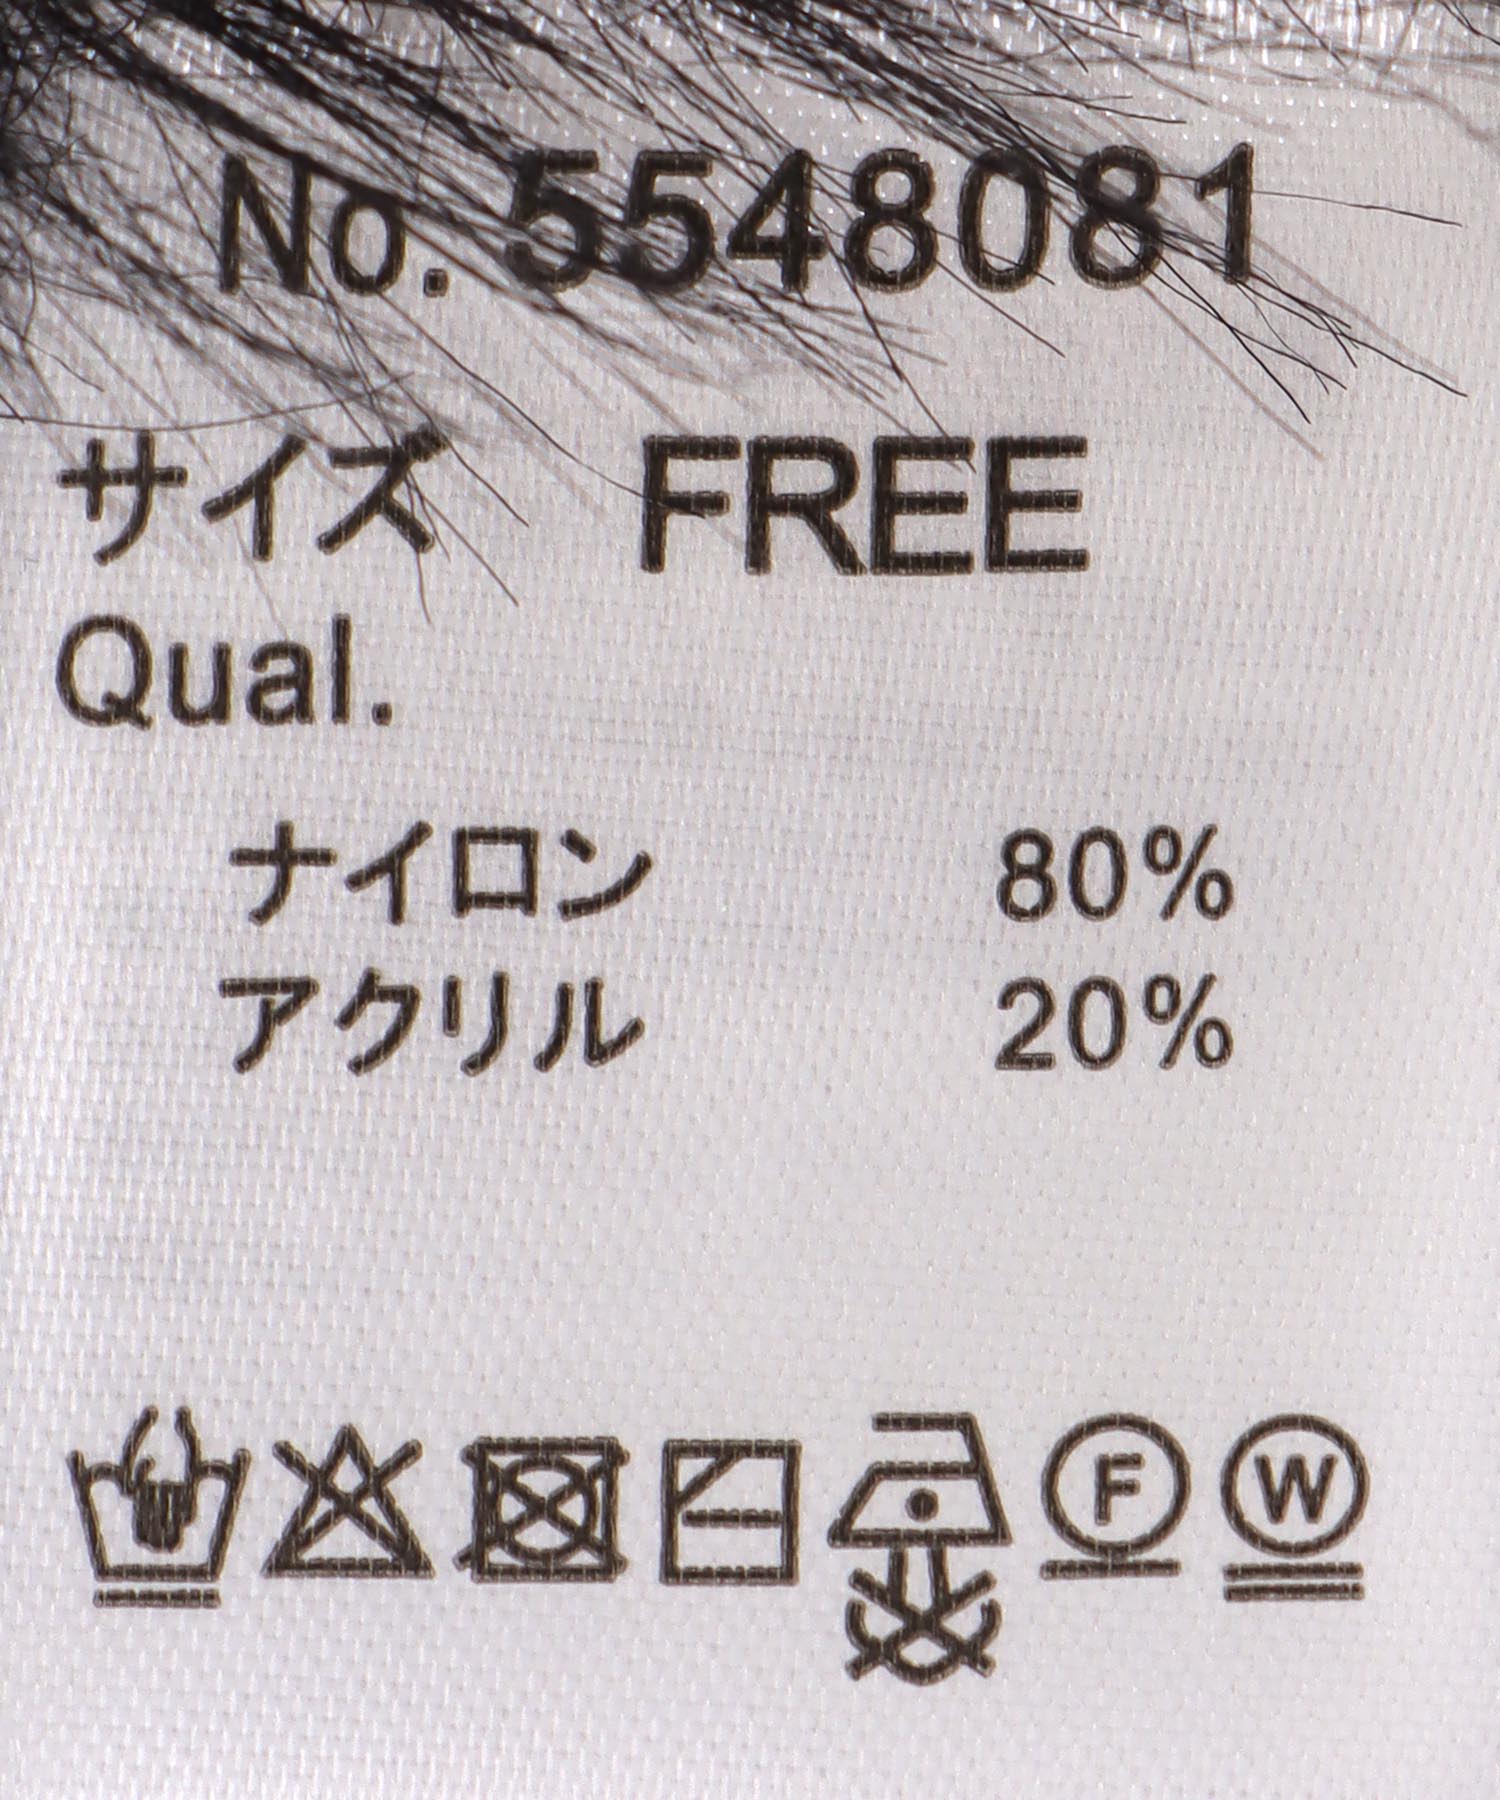 No. 5548081
サイズ FREE
Qual.
ナイロン 80%
アクリル 20%
F W